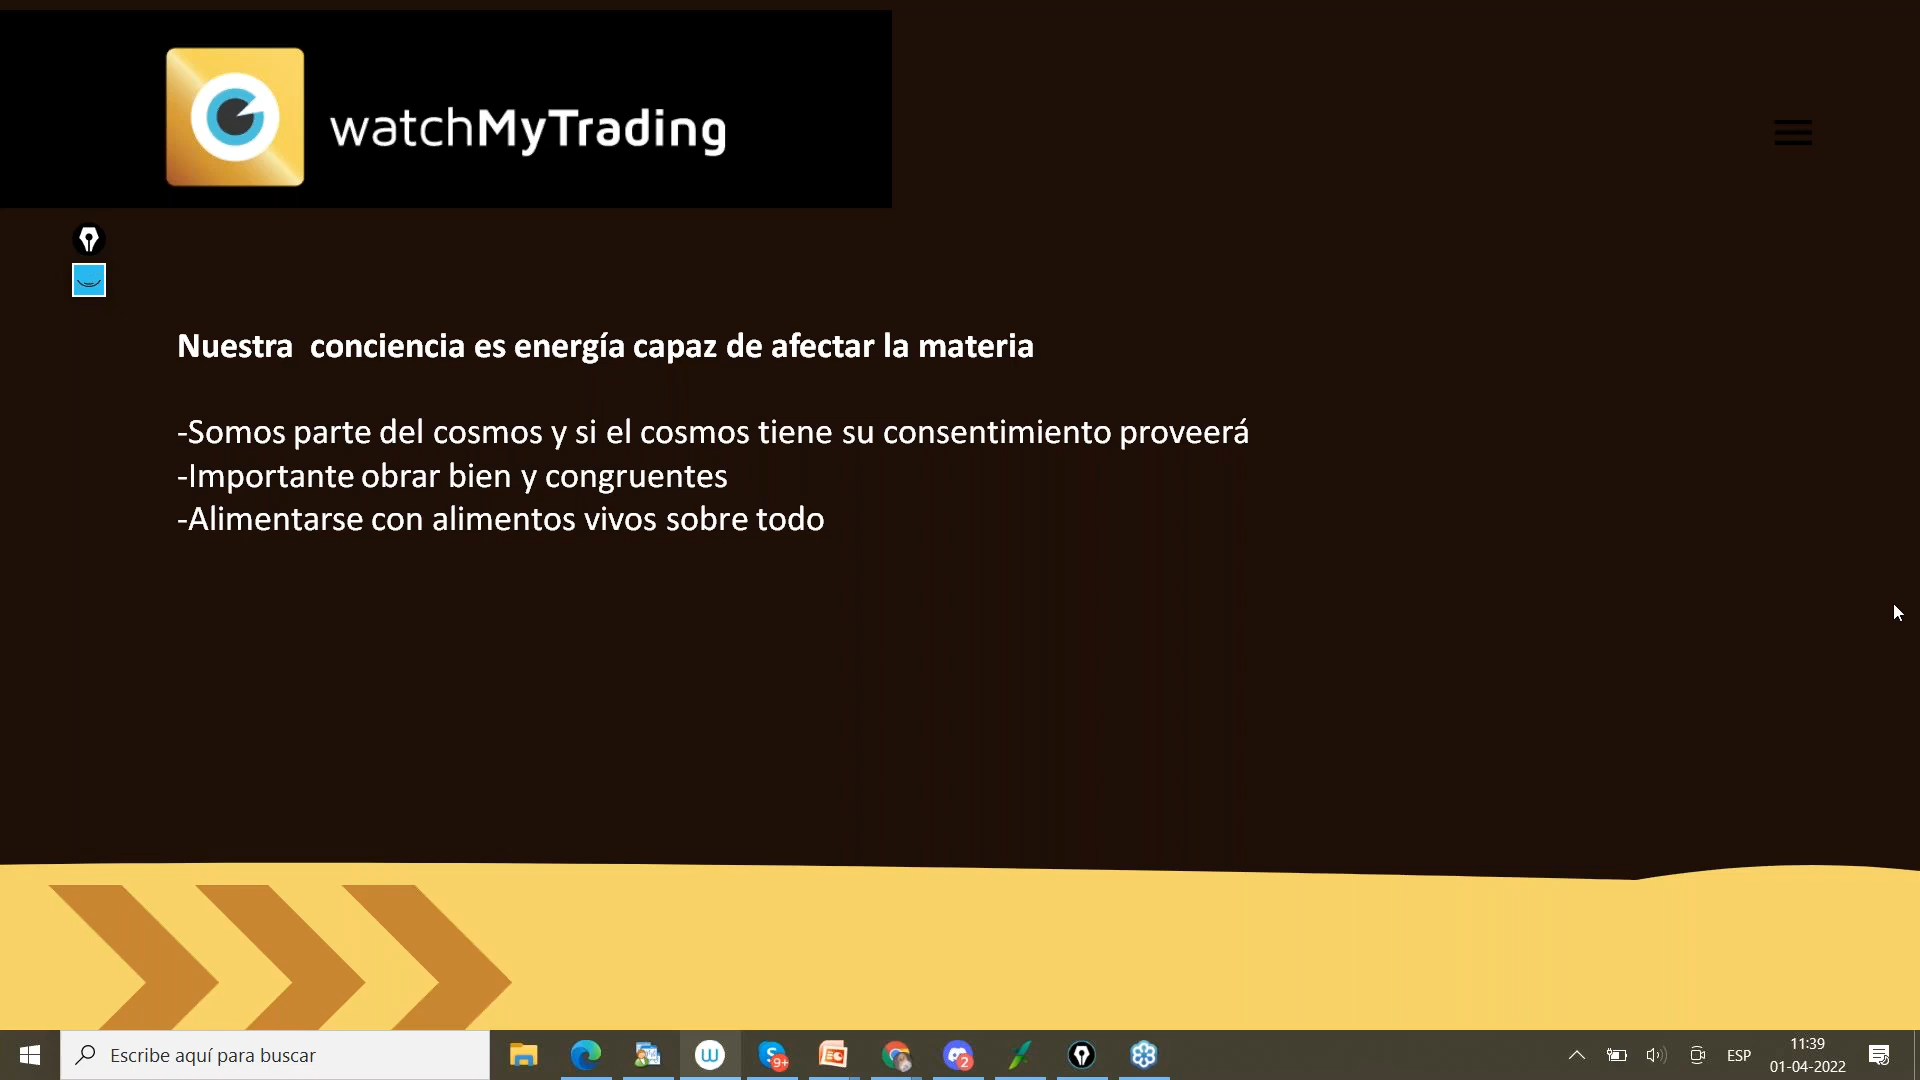 watchMyTrading
Nuestra  conciencia es energía capaz de afectar la materia
-Somos parte del cosmos y si el cosmos tiene su consentimiento proveerá
-Importante obrar bien y congruentes
-Alimentarse con alimentos vivos sobre todo
Escribe aquí para buscar
9+
2
ESP
11:39
01-04-2022